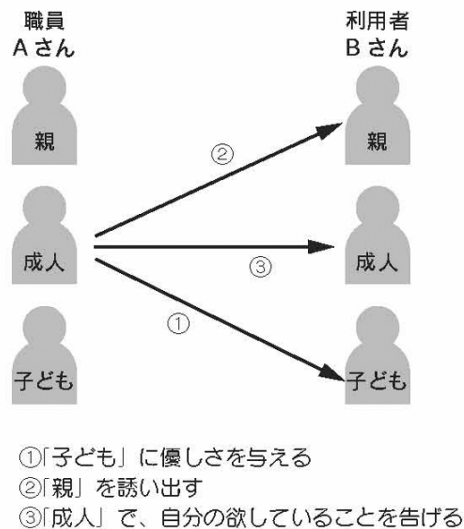 職員
Aさん
利用者
Bさん
親
親
②
成人
成人
③
①
子ども
子ども
①「子ども」に優しさを与える
②「親」を誘い出す
③「成人」で、自分の欲していることを告げる